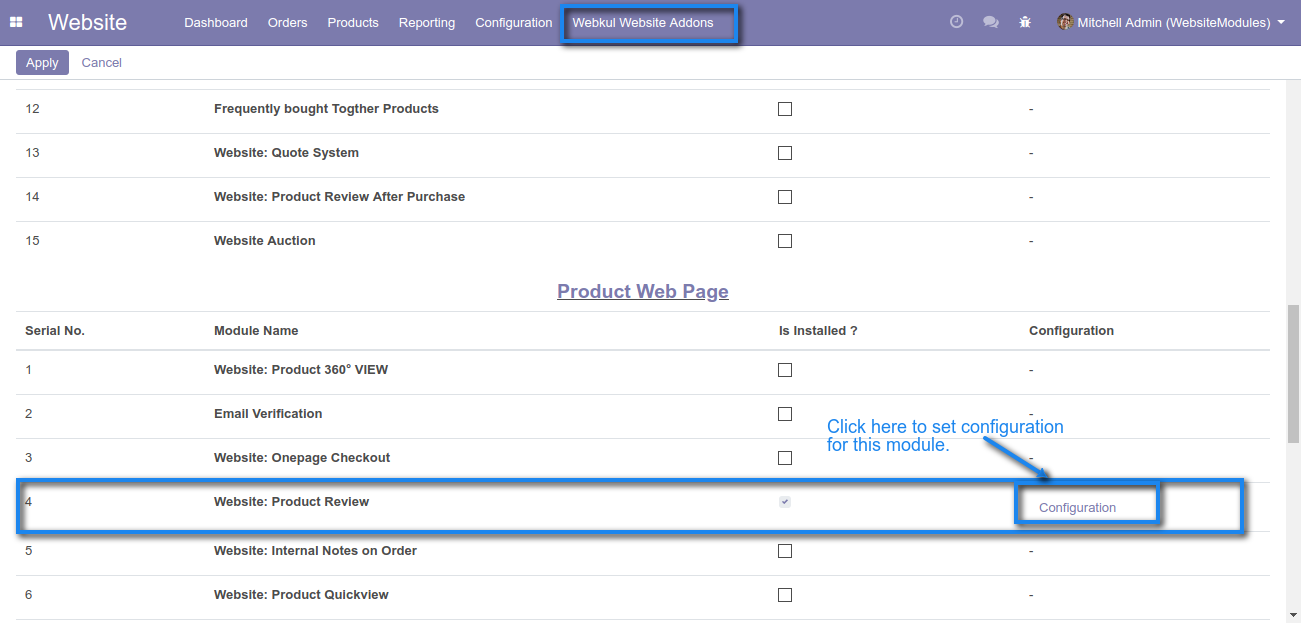 Website Dashboard Orders Products Reporting Configuration Webkul Website Addons Mitchell Admin (WebsiteModules)
Apply Cancel
12 Frequently bought Togther Products -
13 Website: Quote System -
14 Website: Product Review After Purchase -
15 Website Auction -
Product Web Page
Serial No. Module Name Is Installed ? Configuration
1 Website: Product 360° VIEW -
2 Email Verification -
Click here to set configuration
for this module.
3 Website: Onepage Checkout -
4 Website: Product Review Configuration
5 Website: Internal Notes on Order -
6 Website: Product Quickview -